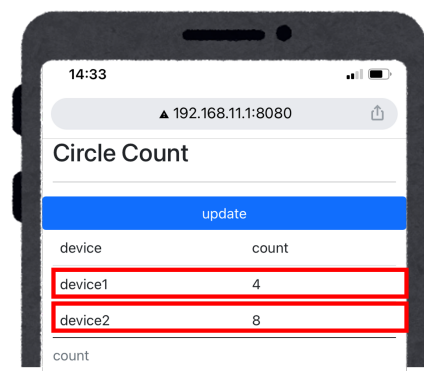 14:33
192.168.11.1:8080
Circle Count
update
device count
device1 4
device2 8
count